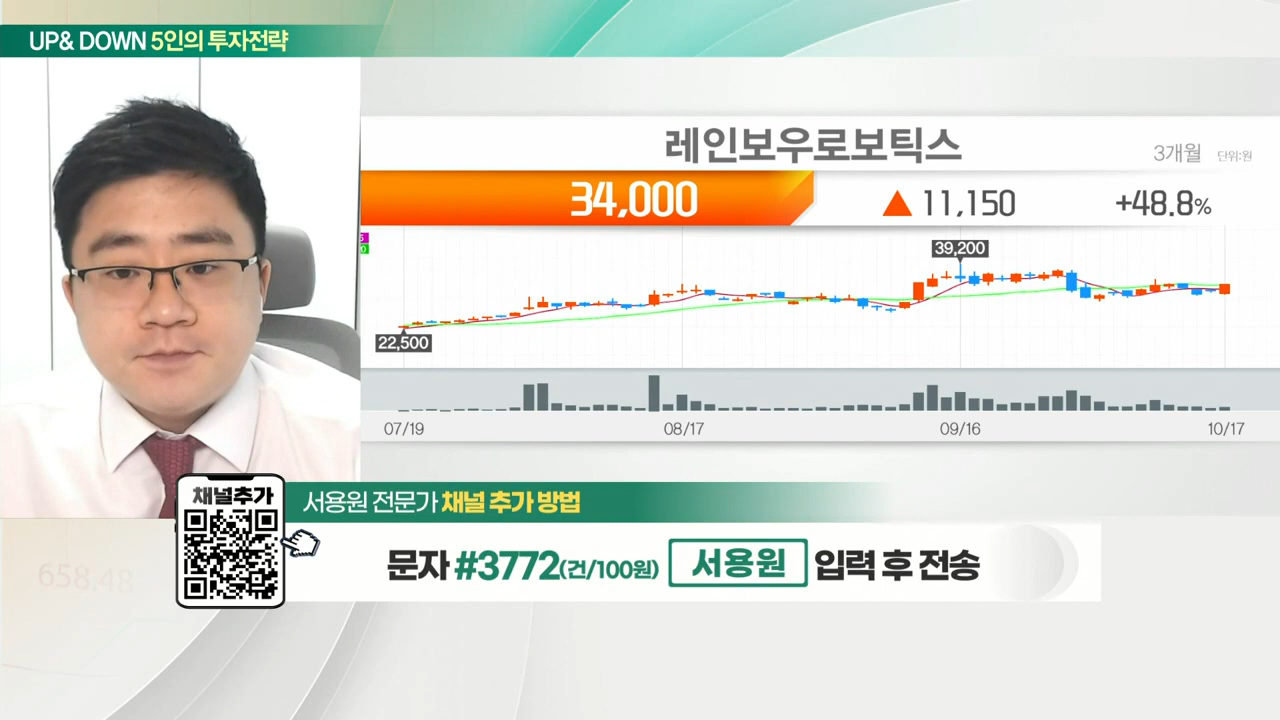 UP& DOWN 5인의 투자전략
레인보우로보틱스
3개월 단위:원
34,000 ▲ 11,150 +48.8%
39,200
22,500
07/19 08/17 09/16 10/17
채널추가
서용원 전문가 채널 추가 방법
문자 #3772(건/100원) 서용원 입력 후 전송
658.48